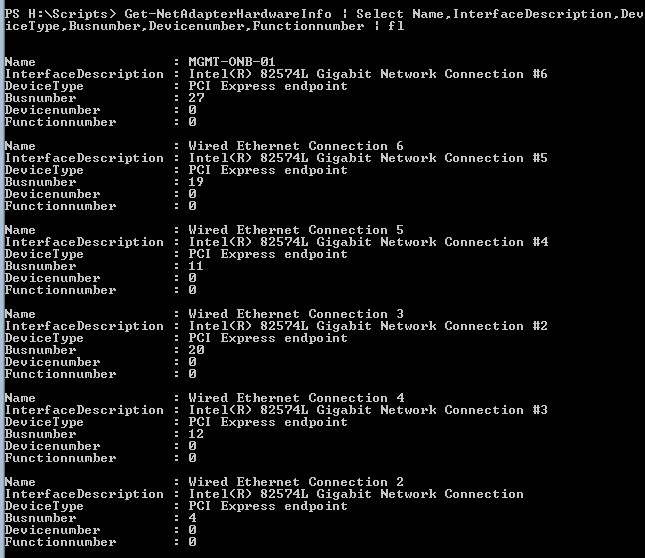 PS H:\Scripts> Get-NetAdapterHardwareInfo | Select Name,InterfaceDescription,Dev
iceType,Busnumber,Devicenumber,Functionnumber | fl
Name : MGMT-ONB-01
InterfaceDescription : Intel(R) 82574L Gigabit Network Connection #6
DeviceType : PCI Express endpoint
Busnumber : 27
Devicenumber : 0
Functionnumber : 0
Name : Wired Ethernet Connection 6
InterfaceDescription : Intel(R) 82574L Gigabit Network Connection #5
DeviceType : PCI Express endpoint
Busnumber : 19
Devicenumber : 0
Functionnumber : 0
Name : Wired Ethernet Connection 5
InterfaceDescription : Intel(R) 82574L Gigabit Network Connection #4
DeviceType : PCI Express endpoint
Busnumber : 11
Devicenumber : 0
Functionnumber : 0
Name : Wired Ethernet Connection 3
InterfaceDescription : Intel(R) 82574L Gigabit Network Connection #2
DeviceType : PCI Express endpoint
Busnumber : 20
Devicenumber : 0
Functionnumber : 0
Name : Wired Ethernet Connection 4
InterfaceDescription : Intel(R) 82574L Gigabit Network Connection #3
DeviceType : PCI Express endpoint
Busnumber : 12
Devicenumber : 0
Functionnumber : 0
Name : Wired Ethernet Connection 2
InterfaceDescription : Intel(R) 82574L Gigabit Network Connection
DeviceType : PCI Express endpoint
Busnumber : 4
Devicenumber : 0
Functionnumber : 0